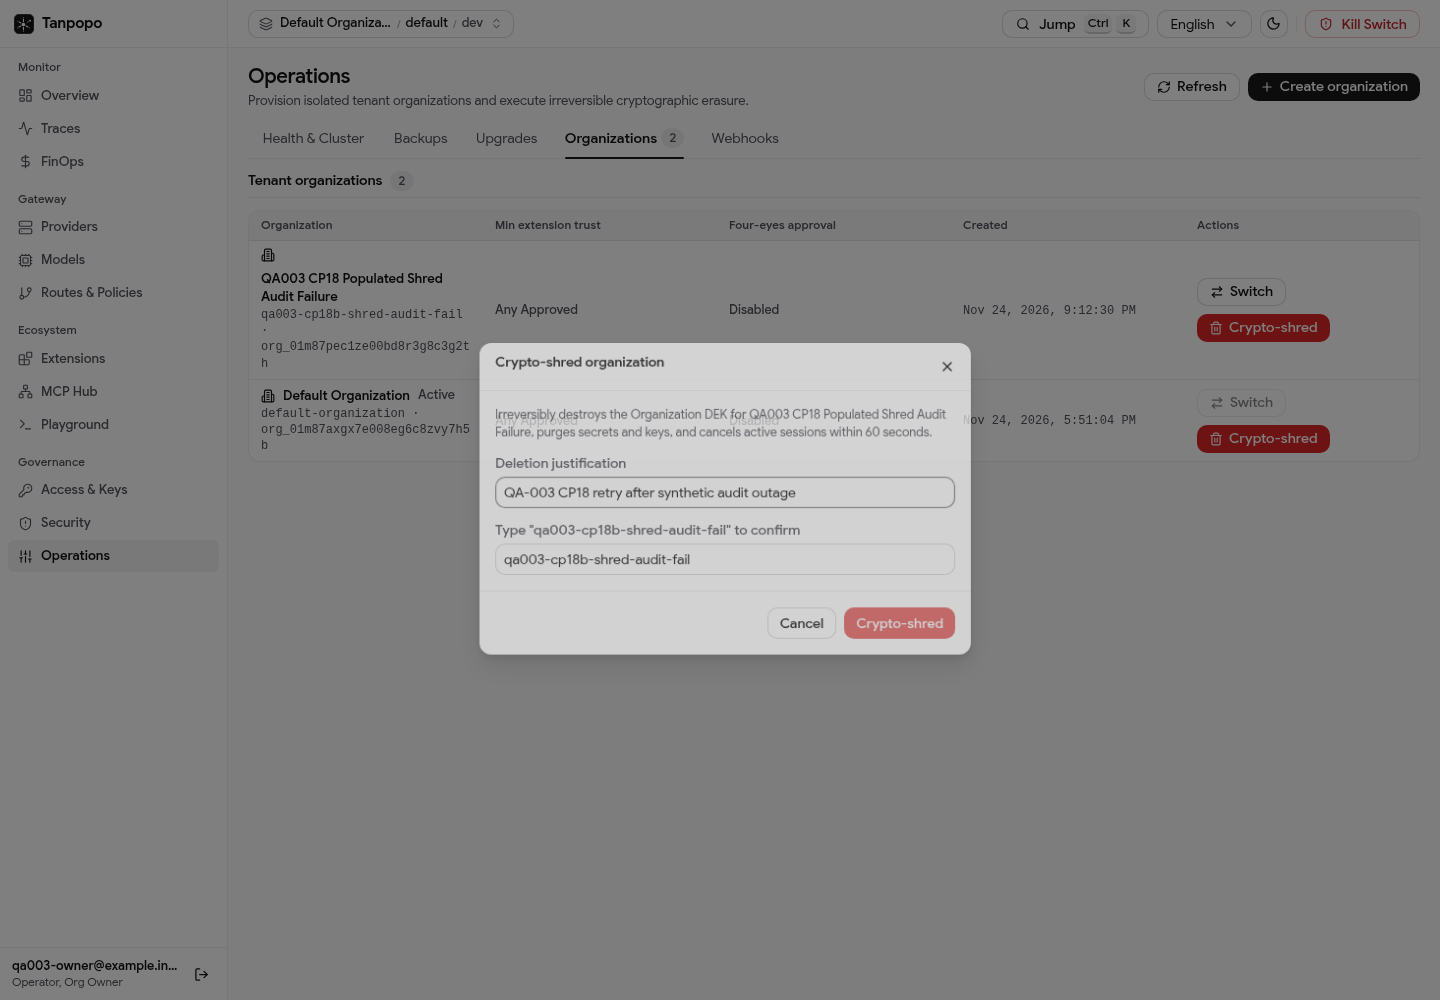 Tanpopo
Default Organiza... / default / dev
Jump Ctrl K
English
Kill Switch
Monitor
Overview
Traces
FinOps
Gateway
Providers
Models
Routes & Policies
Ecosystem
Extensions
MCP Hub
Playground
Governance
Access & Keys
Security
Operations
qa003-owner@example.in...
Operator, Org Owner
Operations
Provision isolated tenant organizations and execute irreversible cryptographic erasure.
Refresh
Create organization
Health & Cluster
Backups
Upgrades
Organizations 2
Webhooks
Tenant organizations 2
Organization
Min extension trust
Four-eyes approval
Created
Actions
QA003 CP18 Populated Shred
Audit Failure
qa003-cp18b-shred-audit-fail
·
org_01m87pec1ze00bd8r3g8c3g2t
h
Any Approved
Disabled
Nov 24, 2026, 9:12:30 PM
Switch
Crypto-shred
Default Organization Active
default-organization ·
org_01m87axgx7e008eg6c8zvy7h5
b
Any Approved
Disabled
Nov 24, 2026, 5:51:04 PM
Switch
Crypto-shred
Crypto-shred organization
Irreversibly destroys the Organization DEK for QA003 CP18 Populated Shred Audit
Failure, purges secrets and keys, and cancels active sessions within 60 seconds.
Deletion justification
QA-003 CP18 retry after synthetic audit outage
Type "qa003-cp18b-shred-audit-fail" to confirm
qa003-cp18b-shred-audit-fail
Cancel
Crypto-shred